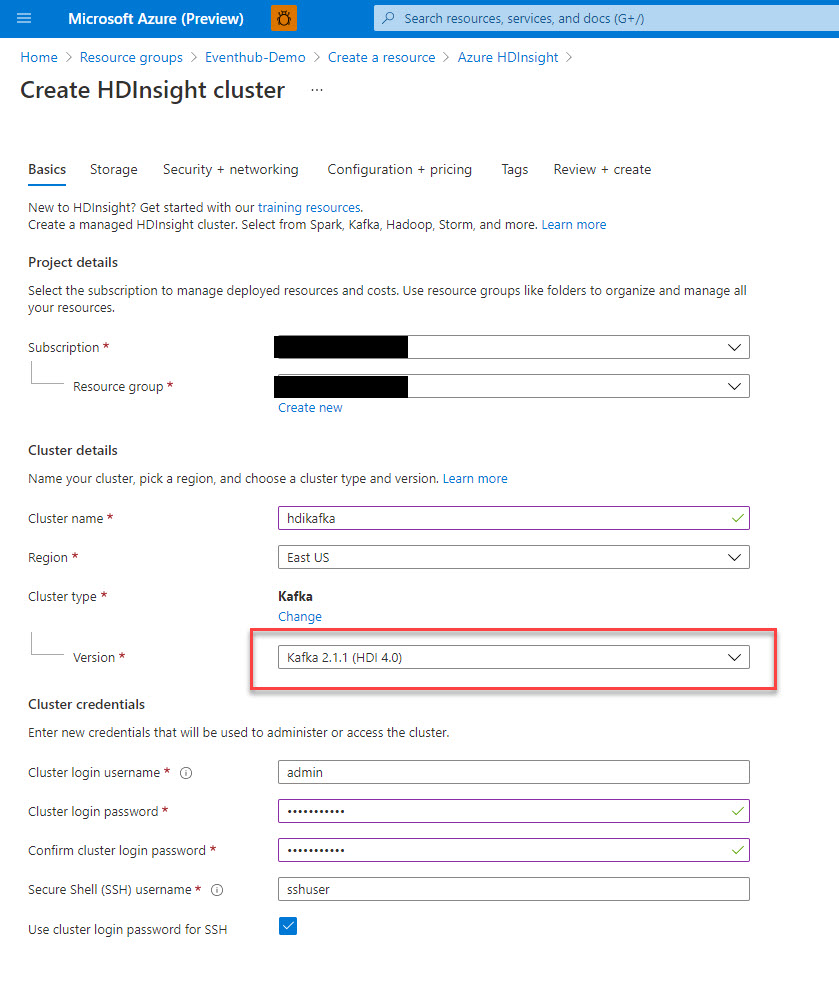 Microsoft Azure (Preview)
Search resources, services, and docs (G+/)
Home > Resource groups > Eventhub-Demo > Create a resource > Azure HDInsight >
Create HDInsight cluster ...
Basics Storage Security + networking Configuration + pricing Tags Review + create
New to HDInsight? Get started with our training resources.
Create a managed HDInsight cluster. Select from Spark, Kafka, Hadoop, Storm, and more. Learn more
Project details
Select the subscription to manage deployed resources and costs. Use resource groups like folders to organize and manage all
your resources.
Subscription *
Resource group *
Create new
Cluster details
Name your cluster, pick a region, and choose a cluster type and version. Learn more
Cluster name * hdikafka
Region * East US
Cluster type * Kafka
Change
Version * Kafka 2.1.1 (HDI 4.0)
Cluster credentials
Enter new credentials that will be used to administer or access the cluster.
Cluster login username * admin
Cluster login password * •••••••••••
Confirm cluster login password * •••••••••••
Secure Shell (SSH) username * sshuser
Use cluster login password for SSH